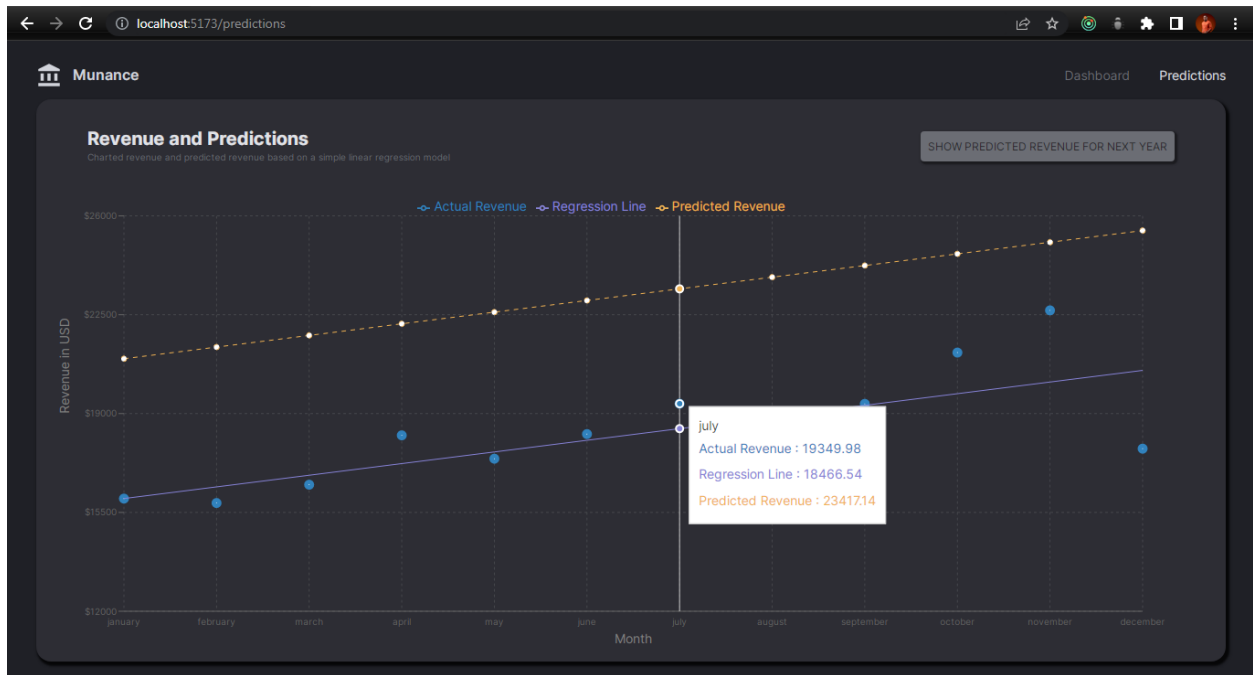 localhost:5173/predictions
Munance
Dashboard Predictions
Revenue and Predictions
Charted revenue and predicted revenue based on a simple linear regression model
SHOW PREDICTED REVENUE FOR NEXT YEAR
Actual Revenue Regression Line Predicted Revenue
$26000
$22500
$19000
$15500
$12000
Revenue in USD
july
Actual Revenue : 19349.98
Regression Line : 18466.54
Predicted Revenue : 23417.14
january february march april may june july august september october november december
Month